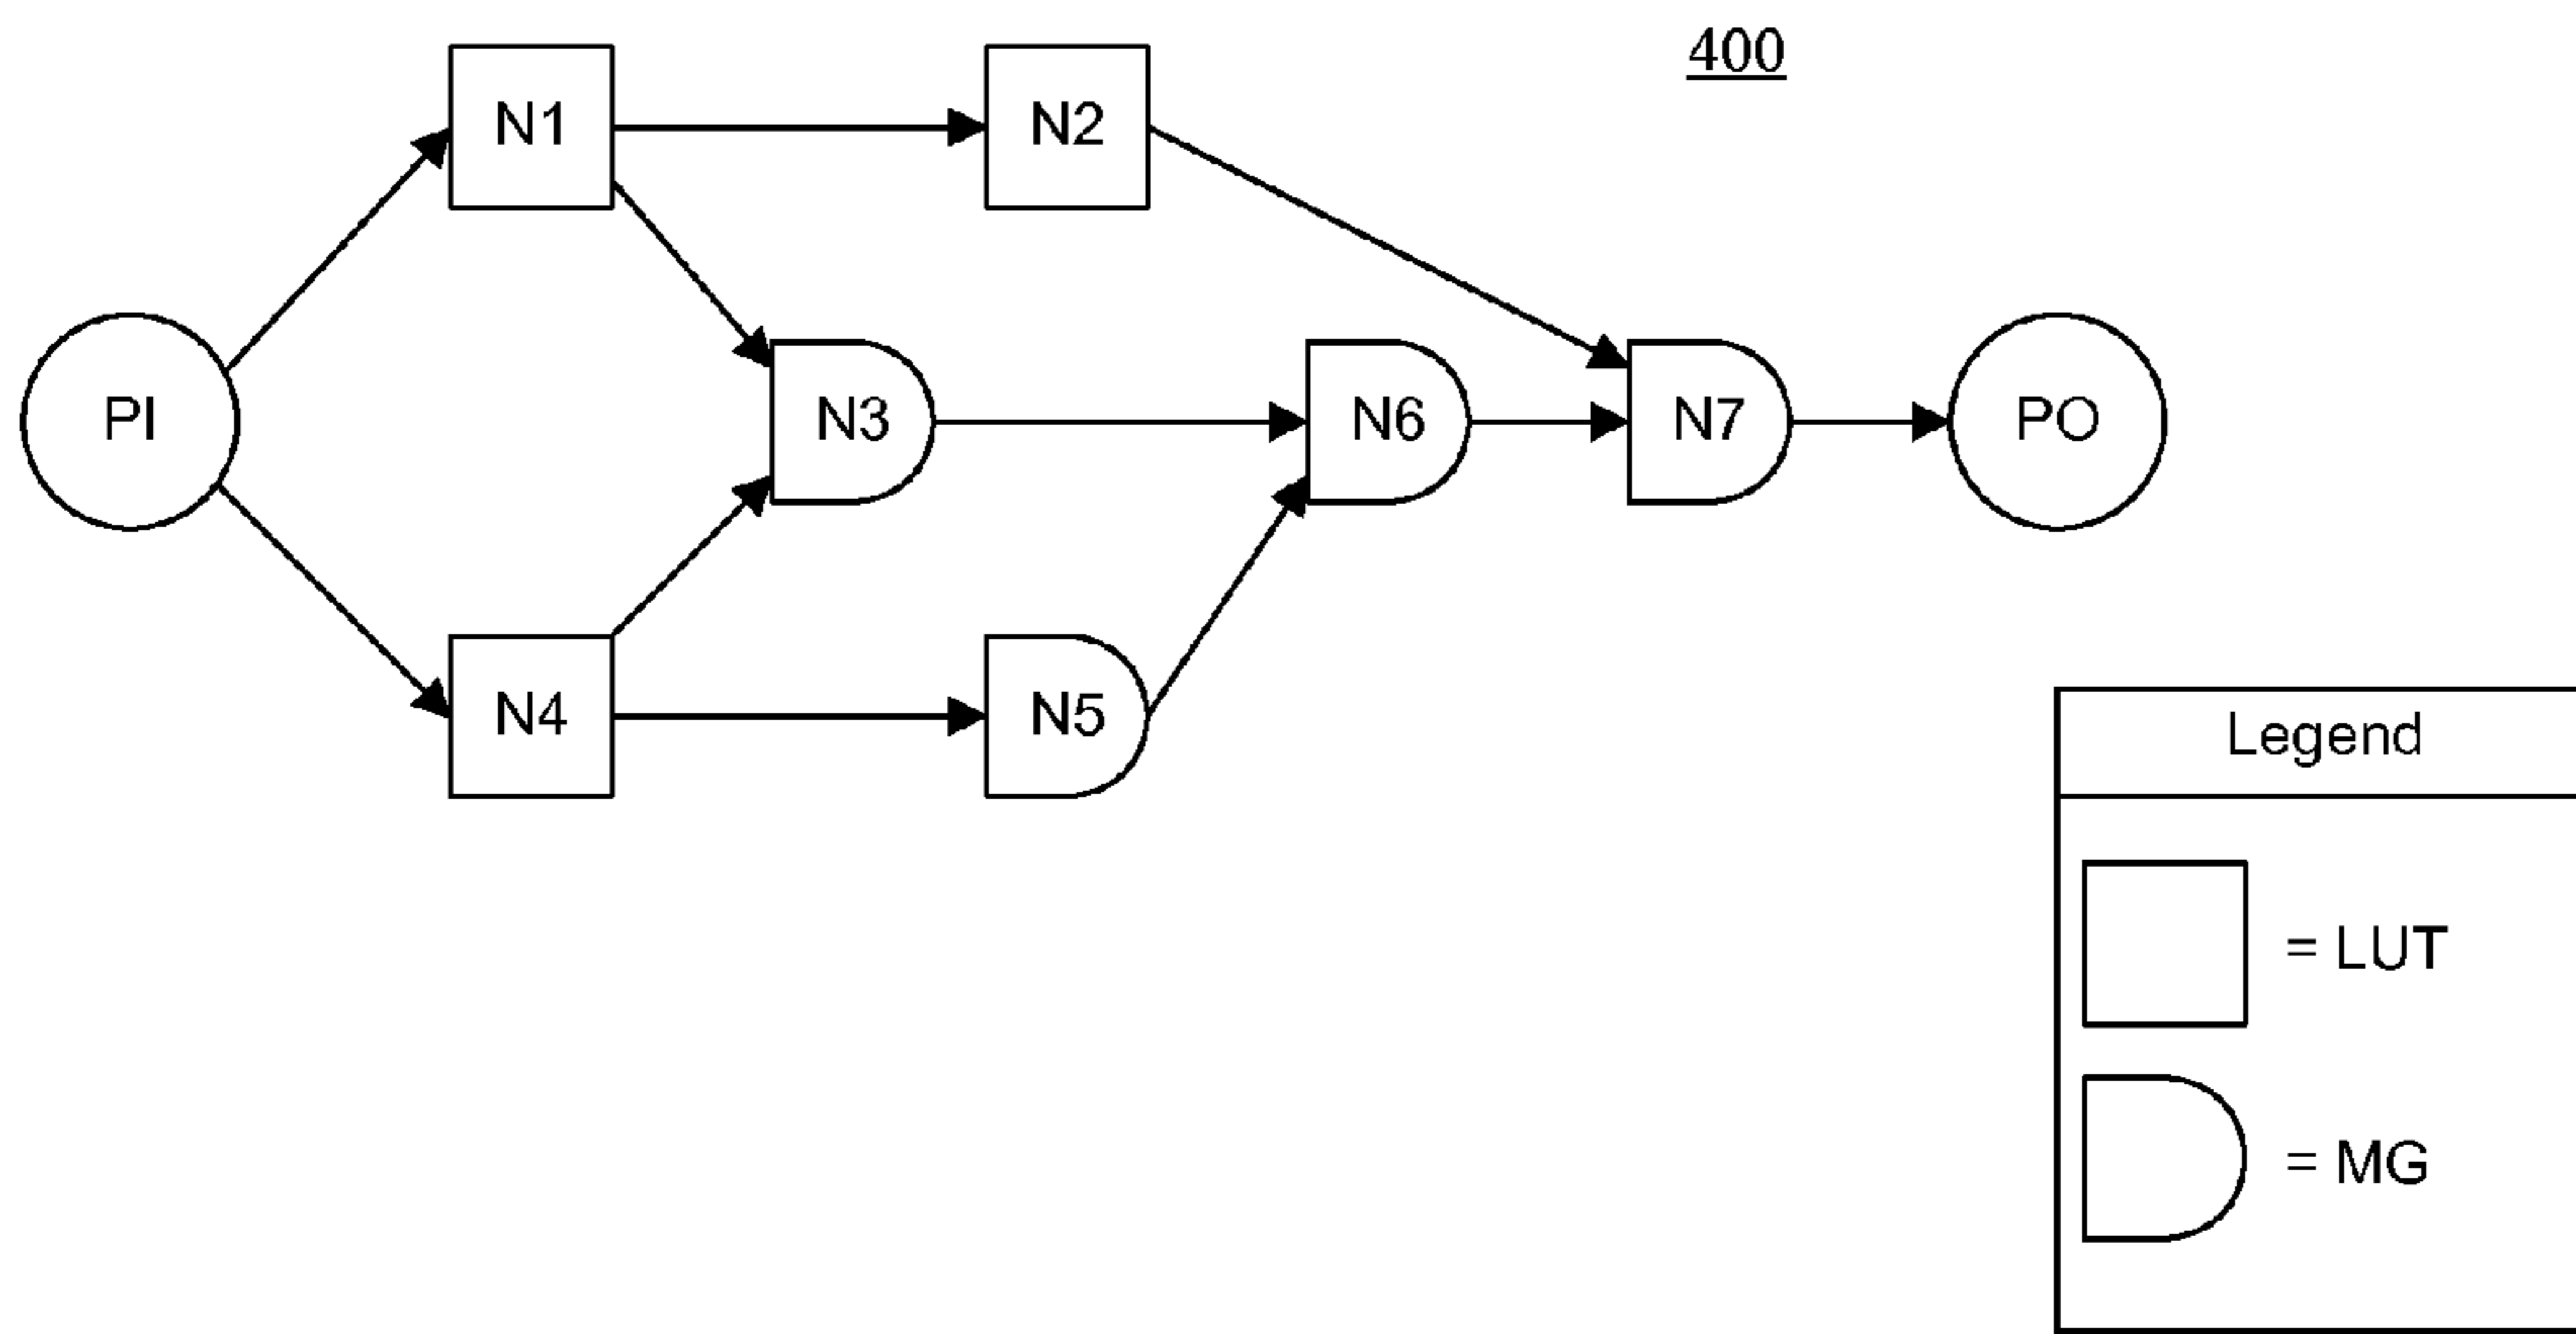 400
N1
N2
PI
N3
N6
N7
PO
N4
N5
Legend
= LUT
= MG